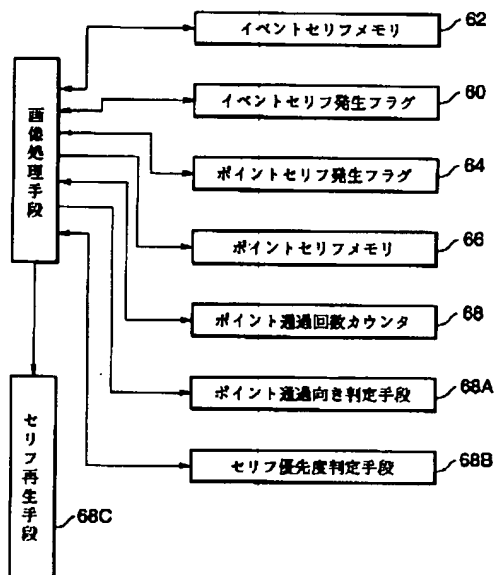 イベントセリフメモリ
62
イベントセリフ発生フラグ
60
ポイントセリフ発生フラグ
64
ポイントセリフメモリ
66
ポイント通過回数カウンタ
68
ポイント通過向き判定手段
68A
セリフ優先度判定手段
68B
画像処理手段
セリフ再生手段
68C